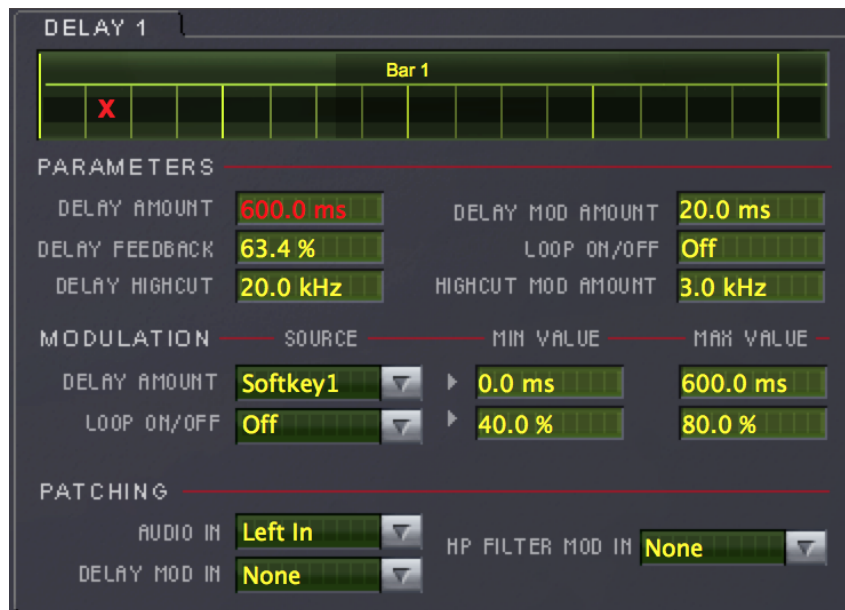 DELAY 1
Bar 1
X
PARAMETERS
DELAY AMOUNT 600.0 ms DELAY MOD AMOUNT 20.0 ms
DELAY FEEDBACK 63.4 % LOOP ON/OFF Off
DELAY HIGHCUT 20.0 kHz HIGHCUT MOD AMOUNT 3.0 kHz
MODULATION SOURCE MIN VALUE MAX VALUE
DELAY AMOUNT Softkey1 0.0 ms 600.0 ms
LOOP ON/OFF Off 40.0 % 80.0 %
PATCHING
AUDIO IN Left In HP FILTER MOD IN None
DELAY MOD IN None